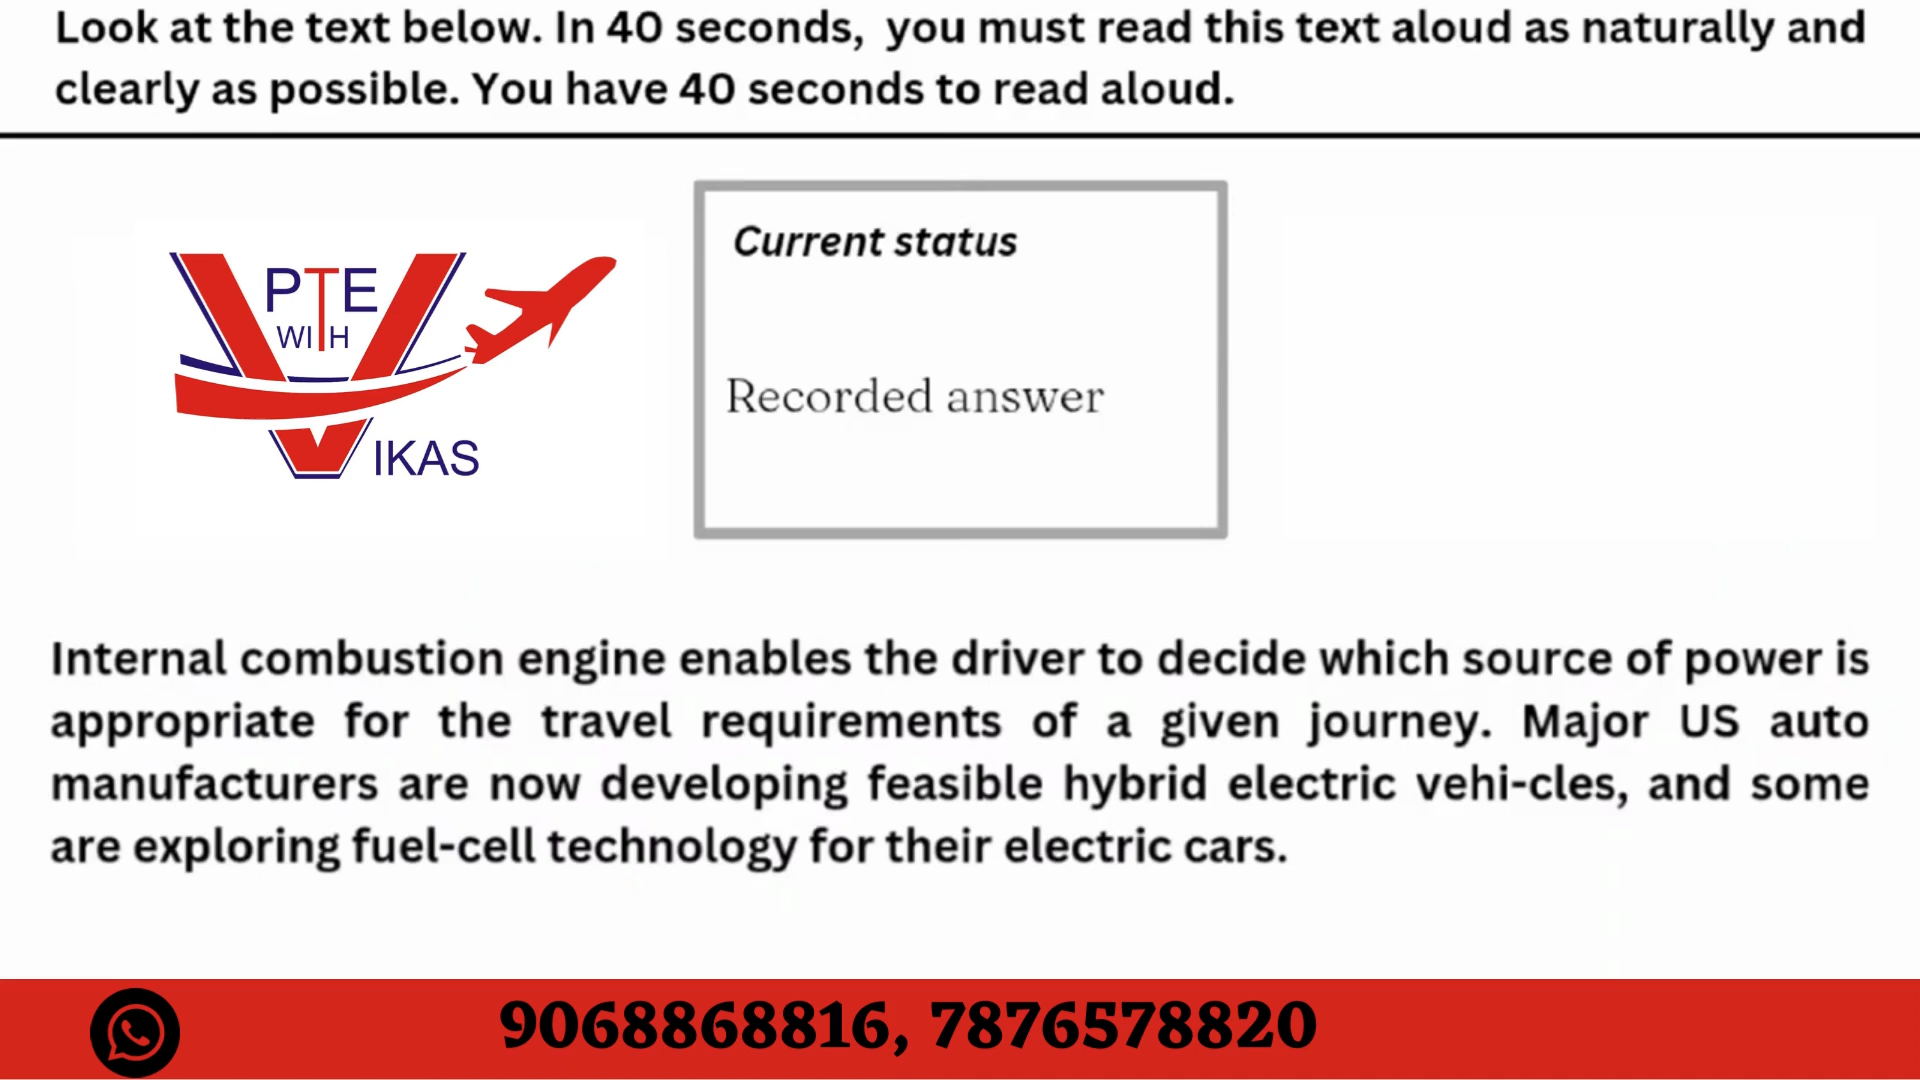 Look at the text below. In 40 seconds, you must read this text aloud as naturally and
clearly as possible. You have 40 seconds to read aloud.
PTE
WITH
VIKAS
Current status
Recorded answer
Internal combustion engine enables the driver to decide which source of power is
appropriate for the travel requirements of a given journey. Major US auto
manufacturers are now developing feasible hybrid electric vehi-cles, and some
are exploring fuel-cell technology for their electric cars.
9068868816, 7876578820